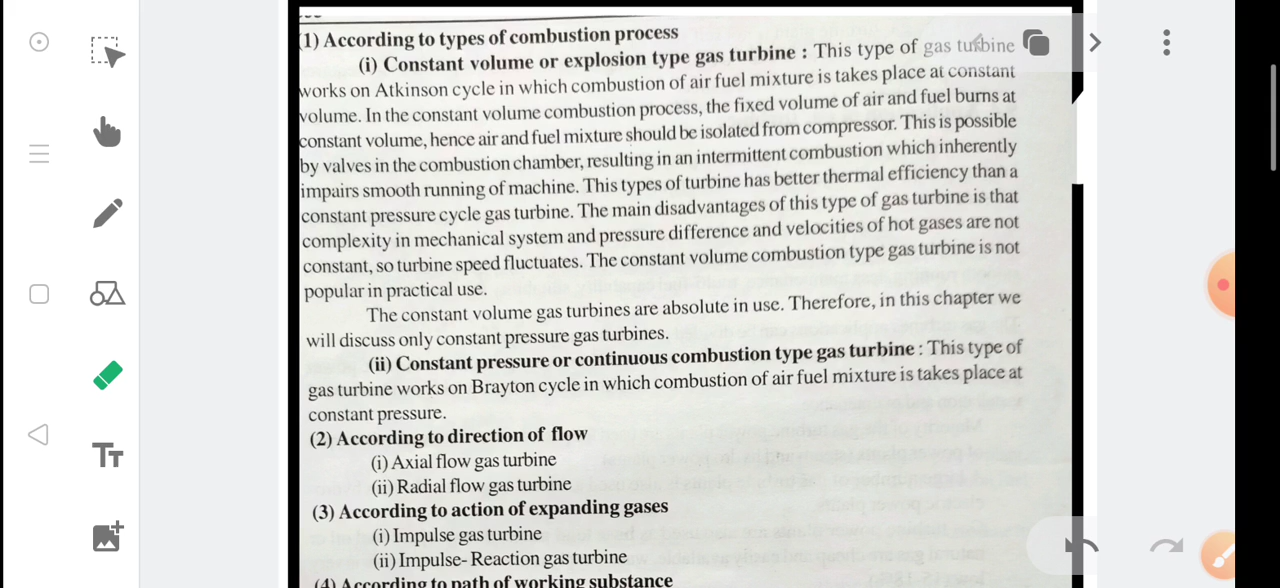 (1) According to types of combustion process
(i) Constant volume or explosion type gas turbine : This type of gas turbine
works on Atkinson cycle in which combustion of air fuel mixture is takes place at constant
volume. In the constant volume combustion process, the fixed volume of air and fuel burns at
constant volume, hence air and fuel mixture should be isolated from compressor. This is possible
by valves in the combustion chamber, resulting in an intermittent combustion which inherently
impairs smooth running of machine. This types of turbine has better thermal efficiency than a
constant pressure cycle gas turbine. The main disadvantages of this type of gas turbine is that
complexity in mechanical system and pressure difference and velocities of hot gases are not
constant, so turbine speed fluctuates. The constant volume combustion type gas turbine is not
popular in practical use.
The constant volume gas turbines are absolute in use. Therefore, in this chapter we
will discuss only constant pressure gas turbines.
(ii) Constant pressure or continuous combustion type gas turbine : This type of
gas turbine works on Brayton cycle in which combustion of air fuel mixture is takes place at
constant pressure.
(2) According to direction of flow
(i) Axial flow gas turbine
(ii) Radial flow gas turbine
(3) According to action of expanding gases
(i) Impulse gas turbine
(ii) Impulse- Reaction gas turbine
(4) According to path of working substance
TT